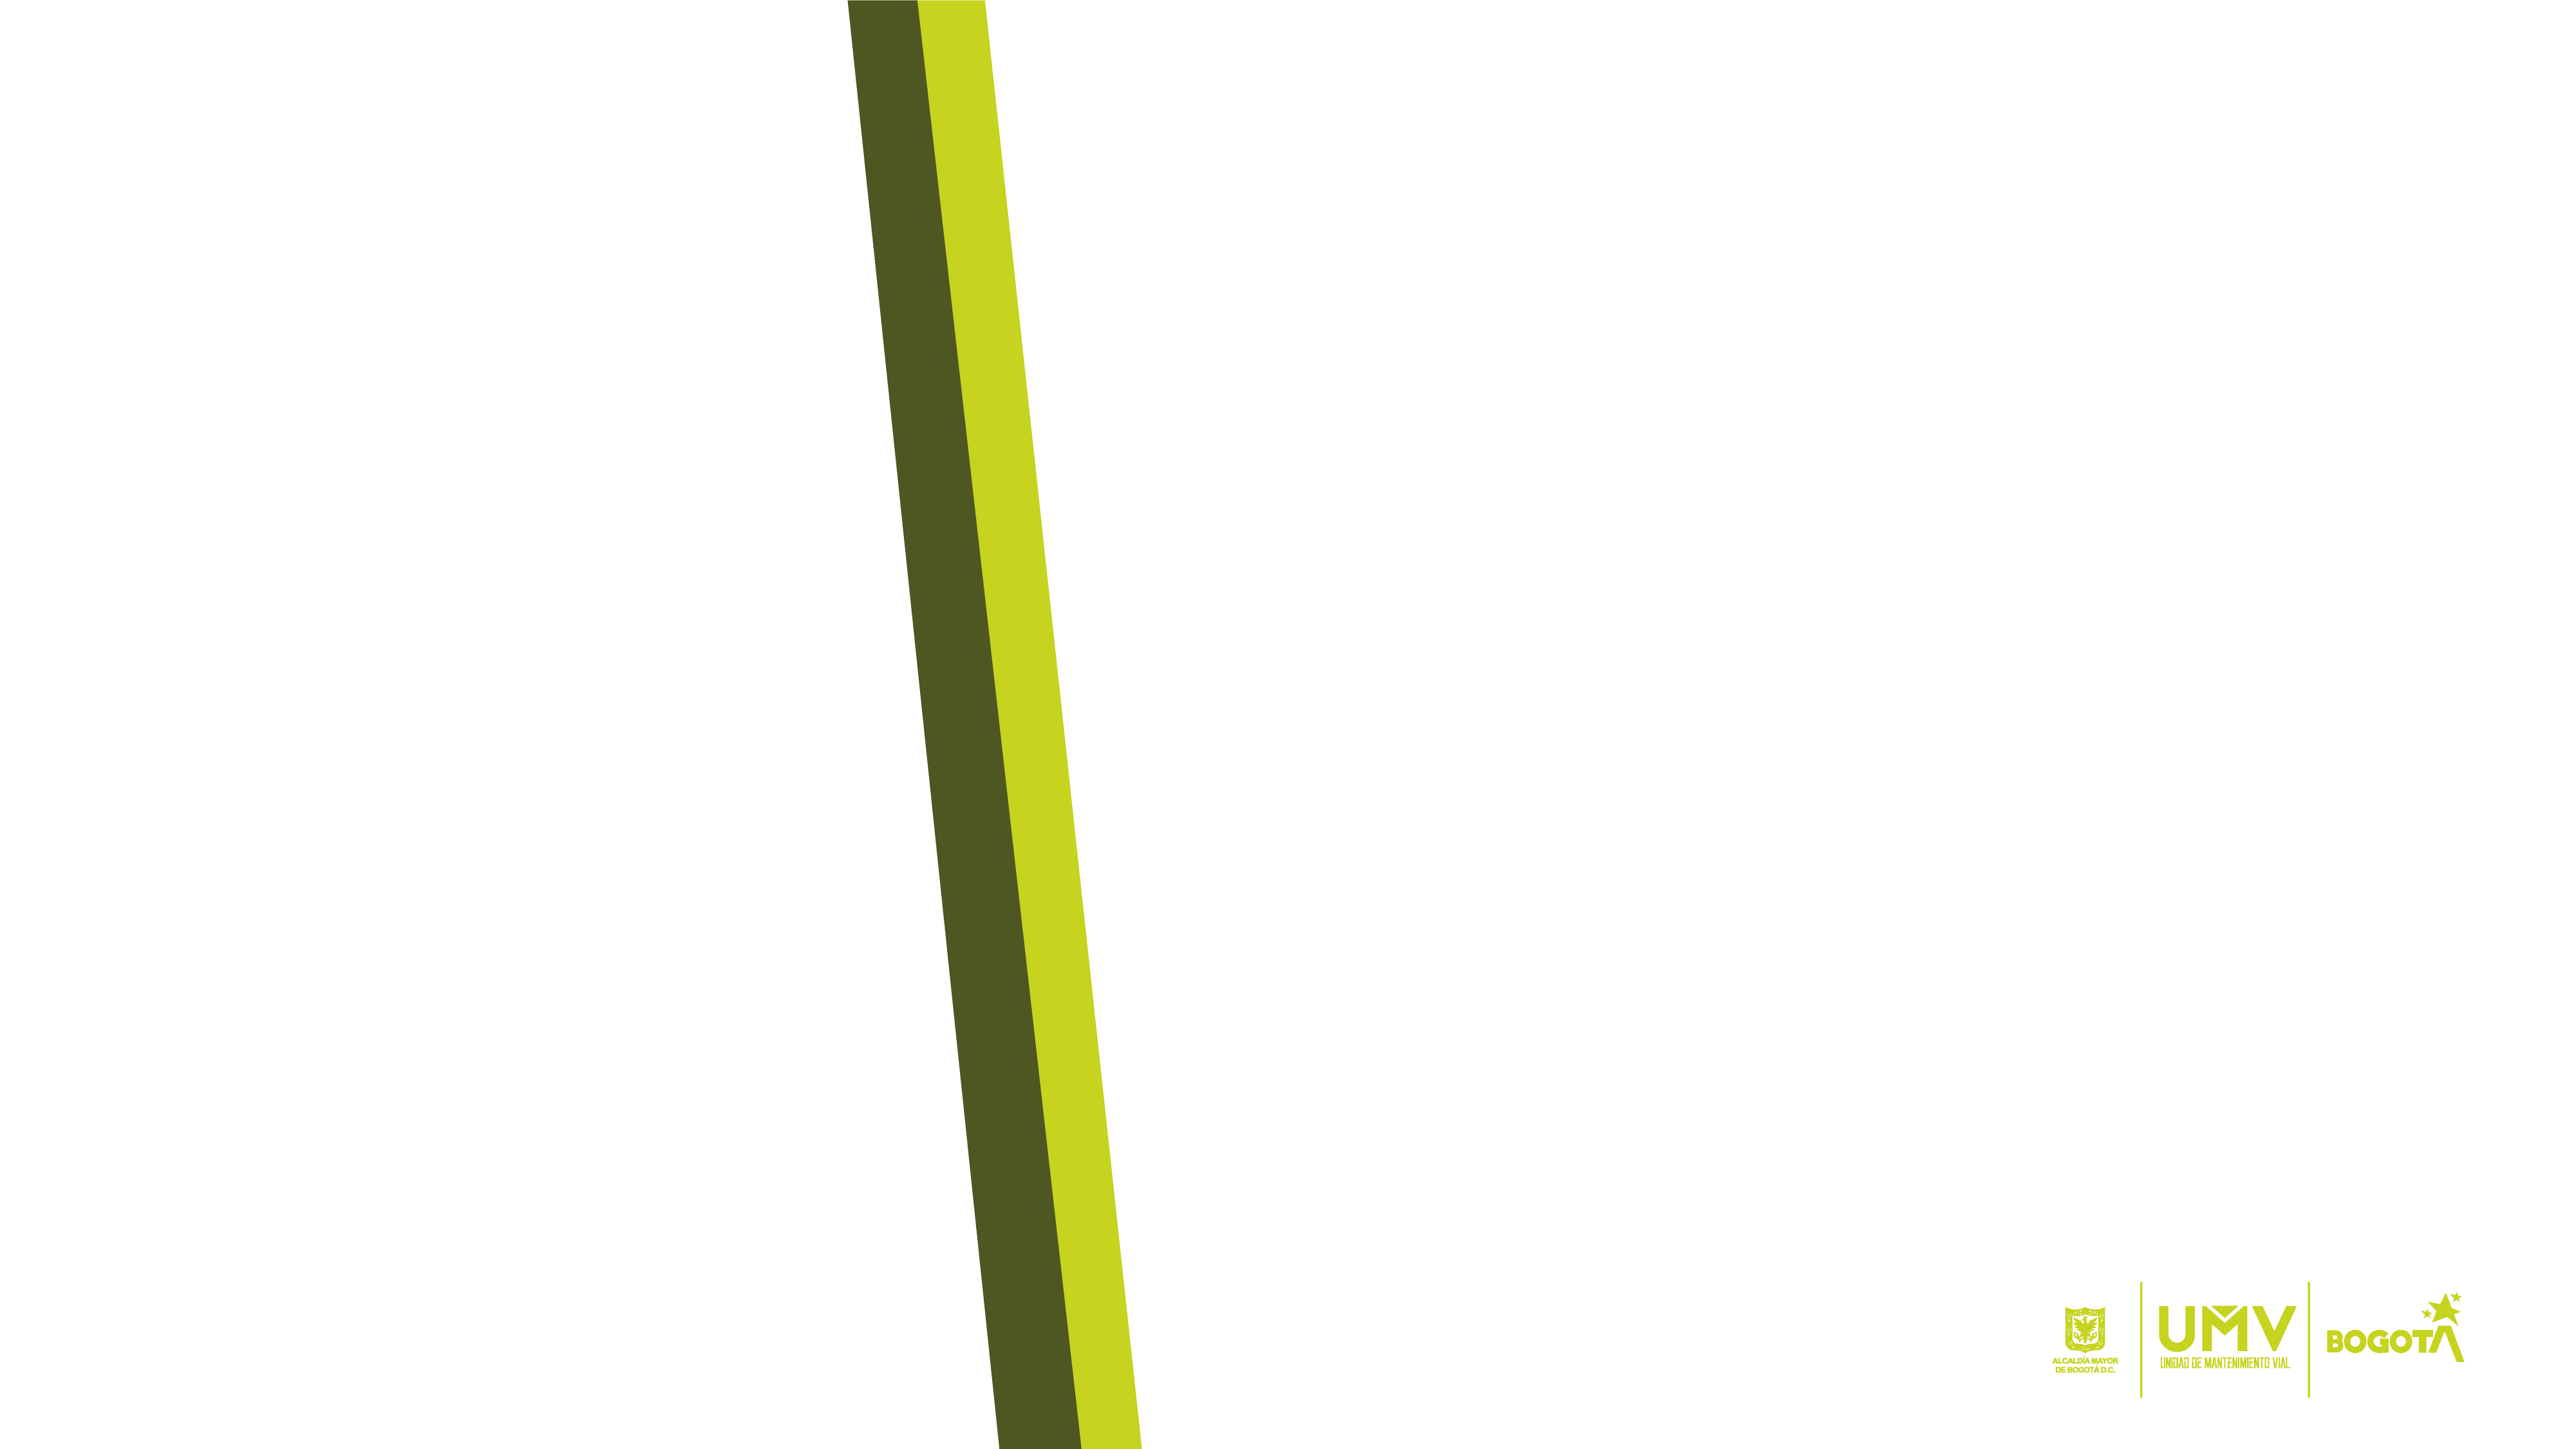 ALCALDÍA MAYOR
DE BOGOTÁ D.C.
UMV
UNIDAD DE MANTENIMIENTO VIAL
BOGOTÁ